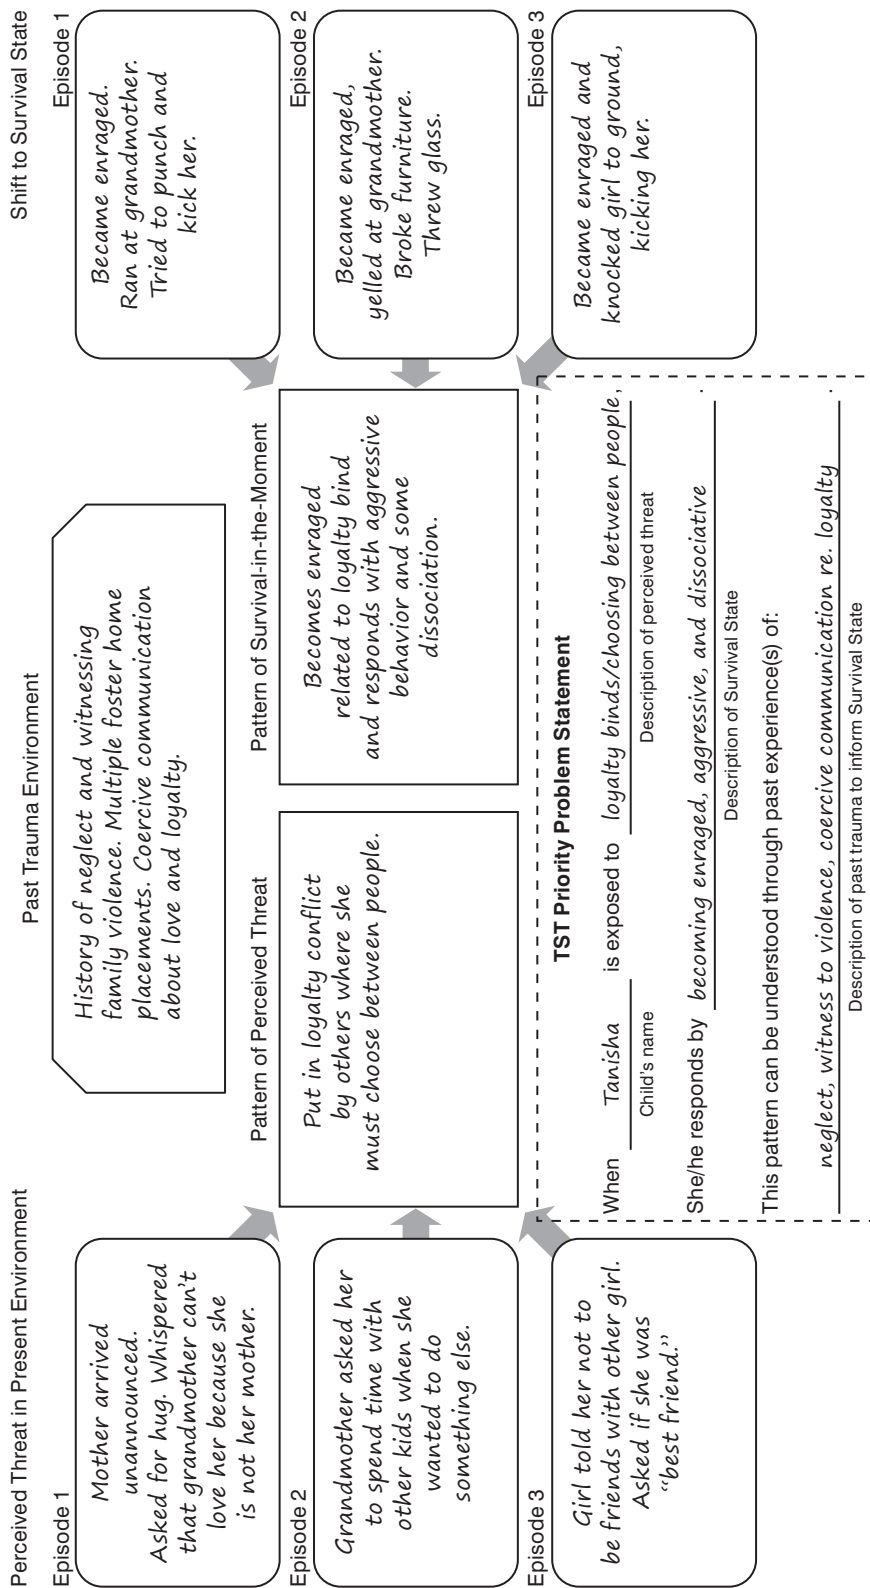 Perceived Threat in Present Environment
Past Trauma Environment
Shift to Survival State
Episode 1
Mother arrived
unannounced.
Asked for hug. Whispered
that grandmother can't
love her because she
is not her mother.
History of neglect and witnessing
family violence. Multiple foster home
placements. Coercive communication
about love and loyalty.
Episode 1
Became enraged.
Ran at grandmother.
Tried to punch and
kick her.
Episode 2
Grandmother asked her
to spend time with
other kids when she
wanted to do
something else.
Pattern of Perceived Threat
Put in loyalty conflict
by others where she
must choose between people.
Pattern of Survival-in-the-Moment
Becomes enraged
related to loyalty bind
and responds with aggressive
behavior and some
dissociation.
Episode 2
Became enraged,
yelled at grandmother.
Broke furniture.
Threw glass.
Episode 3
Girl told her not to
be friends with other girl.
Asked if she was
“best friend.”
Episode 3
Became enraged and
knocked girl to ground,
kicking her.
TST Priority Problem Statement
When Tanisha is exposed to loyalty binds/choosing between people,
Child's name Description of perceived threat
She/he responds by becoming enraged, aggressive, and dissociative.
Description of Survival State
This pattern can be understood through past experience(s) of:
neglect, witness to violence, coercive communication re. loyalty.
Description of past trauma to inform Survival State